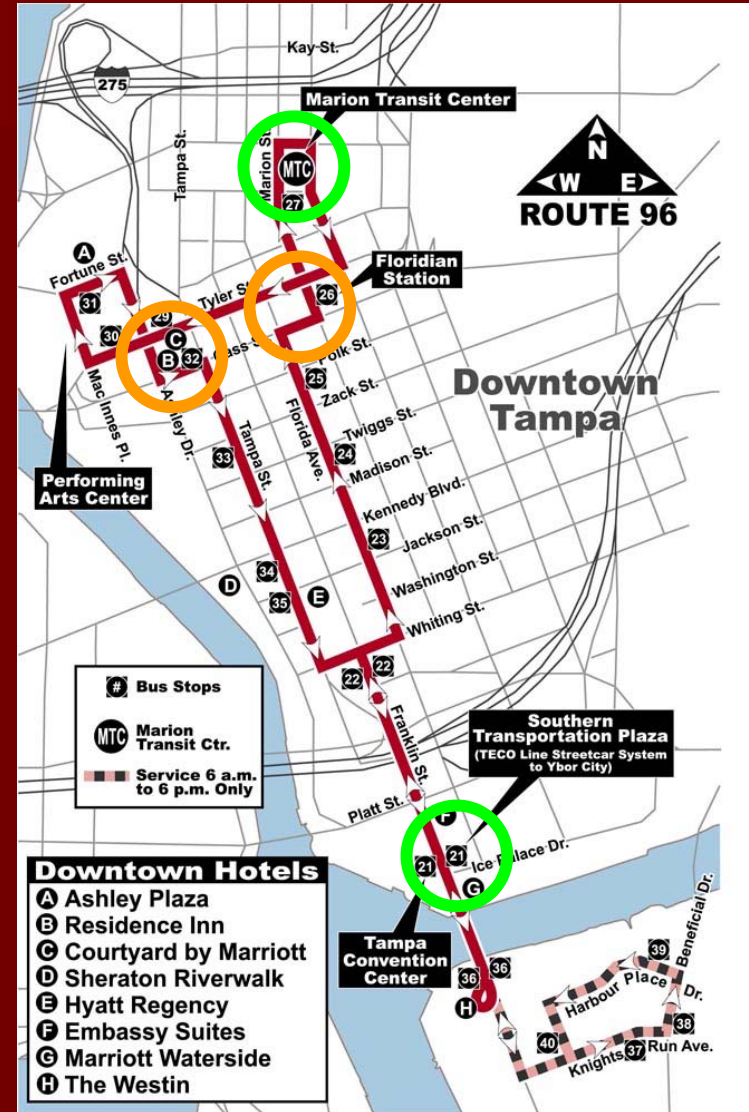 Kay St.
275
Marion Transit Center
Tampa St.
Marion St.
MTC
27
N
W E
ROUTE 96
A
Fortune St.
Floridian
Station
26
31
Tyler St.
29
30
C
B
32
Cass St.
Polk St.
25
Zack St.
Downtown
Tampa
Mac Innes Pl.
Ashley Dr.
Tampa St.
Florida Ave.
Twiggs St.
24
Madison St.
33
Performing
Arts Center
Kennedy Blvd.
23
Jackson St.
34
D
35
E
Washington St.
Whiting St.
22
22
# Bus Stops
MTC Marion
Transit Ctr.
Service 6 a.m.
to 6 p.m. Only
Franklin St.
Southern
Transportation Plaza
(TECO Line Streetcar System
to Ybor City)
Platt St.
F
21
21
Ice Palace Dr.
G
Tampa
Convention
Center
Downtown Hotels
A Ashley Plaza
B Residence Inn
C Courtyard by Marriott
D Sheraton Riverwalk
E Hyatt Regency
F Embassy Suites
G Marriott Waterside
H The Westin
36
36
H
Beneficial Dr.
39
Harbour Place Dr.
38
40
37
Knights Run Ave.